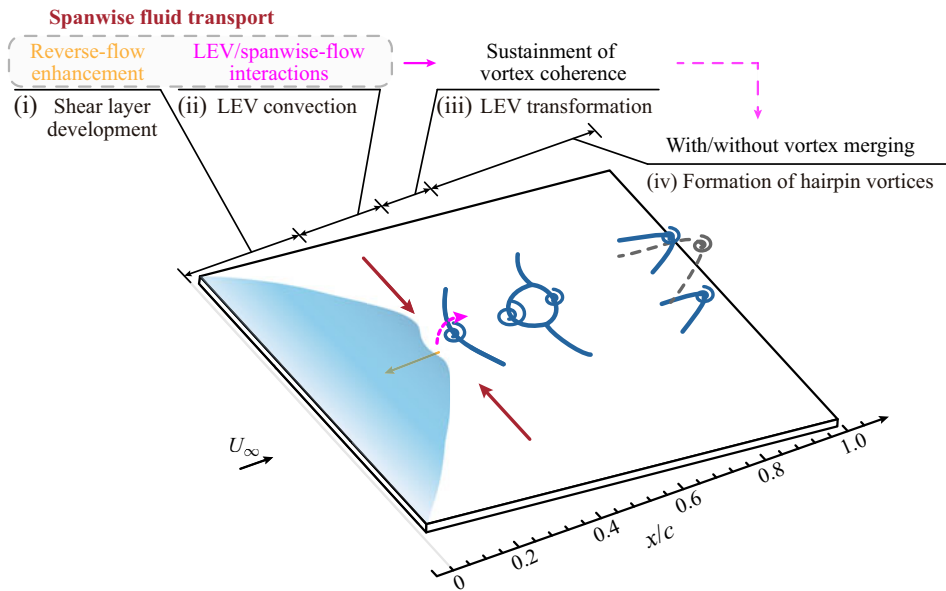 Spanwise fluid transport
Reverse-flow
enhancement
LEV/spanwise-flow
interactions
Sustainment of
vortex coherence
(i) Shear layer
development
(ii) LEV convection
(iii) LEV transformation
With/without vortex merging
(iv) Formation of hairpin vortices
U∞
0
0.2
0.4
0.6
0.8
1.0
x/c